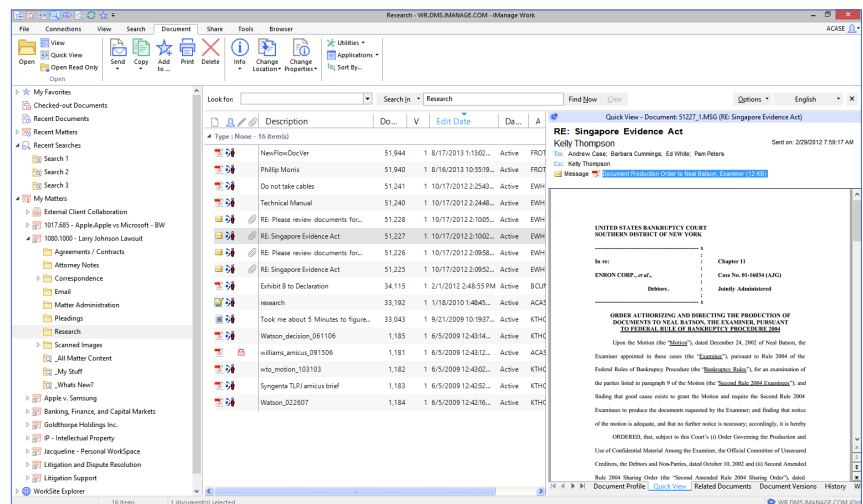 Research - WR.DMS.IMANAGE.COM - iManage Work
File Connections View Search Document Share Tools Browser
ACASE
Open
View
Quick View
Open Read Only
Open
Send
Copy
Add to ...
Print
Delete
Info
Change Location
Change Properties
Utilities
Applications
Sort By...
My Favorites
Checked-out Documents
Recent Documents
Recent Matters
Recent Searches
Search 1
Search 2
Search 3
My Matters
External Client Collaboration
1017.685 - Apple.Apple vs Microsoft - BW
1080.1000 - Larry Johnson Lawsuit
Agreements / Contracts
Attorney Notes
Correspondence
Email
Matter Administration
Pleadings
Research
Scanned Images
_All Matter Content
_My Stuff
_Whats New?
Apple v. Samsung
Banking, Finance, and Capital Markets
Goldthorpe Holdings Inc.
IP - Intellectual Property
Jacqueline - Personal WorkSpace
Litigation and Dispute Resolution
Litigation Support
WorkSite Explorer
Look for: Search In Research Find Now Clear Options English
Description Do... V Edit Date Da... A
Type : None - 16 item(s)
NewFlowDocVer 51,944 1 8/17/2013 1:13:02... Active FROT
Phillip Morris 51,940 1 8/16/2013 10:55:19... Active FROT
Do not take cables 51,241 1 10/17/2012 2:25:43... Active EWH
Technical Manual 51,240 1 10/17/2012 2:24:48... Active EWH
RE: Please review documents for... 51,228 1 10/17/2012 2:10:05... Active EWH
RE: Singapore Evidence Act 51,227 1 10/17/2012 2:10:02... Active EWH
RE: Please review documents for... 51,226 1 10/17/2012 2:09:58... Active EWH
RE: Singapore Evidence Act 51,225 1 10/17/2012 2:09:52... Active EWH
Exhibit B to Declaration 34,115 1 2/1/2012 2:48:55 PM Active BCUM
research 33,192 1 1/18/2010 1:48:45... Active ACAS
Took me about 5 Minutes to figure... 33,043 1 9/21/2009 10:19:37... Active KTHO
Watson_decision_061106 1,185 1 6/5/2009 12:43:14... Active KTHO
williams_amicus_091506 1,181 1 6/5/2009 12:43:12... Active ACAS
wto_motion_103103 1,182 1 6/5/2009 12:43:02... Active KTHO
Syngenta TLPJ amicus brief 1,183 1 6/5/2009 12:42:52... Active KTHO
Watson_022607 1,184 1 6/5/2009 12:42:16... Active KTHO
Quick View - Document: 51227_1.MSG (RE: Singapore Evidence Act)
RE: Singapore Evidence Act
Kelly Thompson Sent on: 2/29/2012 7:59:17 AM
To: Andrew Case; Barbara Cummings; Ed White; Pam Peters
Cc: Kelly Thompson
Message Document Production Order to Neal Batson, Examiner (12 KB)
UNITED STATES BANKRUPTCY COURT
SOUTHERN DISTRICT OF NEW YORK
x
In re: : Chapter 11
:
ENRON CORP., et al., : Case No. 01-16034 (AJG)
:
Debtors. : Jointly Administered
x
ORDER AUTHORIZING AND DIRECTING THE PRODUCTION OF
DOCUMENTS TO NEAL BATSON, THE EXAMINER, PURSUANT
TO FEDERAL RULE OF BANKRUPTCY PROCEDURE 2004
Upon the Motion (the "Motion"), dated December 24, 2002 of Neal Batson, the
Examiner appointed in these cases (the "Examiner"), pursuant to Rule 2004 of the
Federal Rules of Bankruptcy Procedure (the "Bankruptcy Rules"), for an examination of
the parties listed in paragraph 9 of the Motion (the "Second Rule 2004 Examinees"); and
finding that good cause exists to grant the Motion and require the Second Rule 2004
Examinees to produce the documents requested by the Examiner; and finding that notice
of the motion is adequate, and that no further notice is necessary; accordingly, it is hereby
ORDERED, that, subject to this Court's (i) Order Governing the Production and
Use of Confidential Material Among the Examiner, the Official Committee of Unsecured
Creditors, the Debtors and Non-Parties, dated October 10, 2002 and (ii) Second Amended
Rule 2004 Sharing Order (the "Second Amended Rule 2004 Sharing Order"), dated
Document Profile Quick View Related Documents Document Versions History W
16 Items 1 document(s) selected WR.DMS.IMANAGE.COM